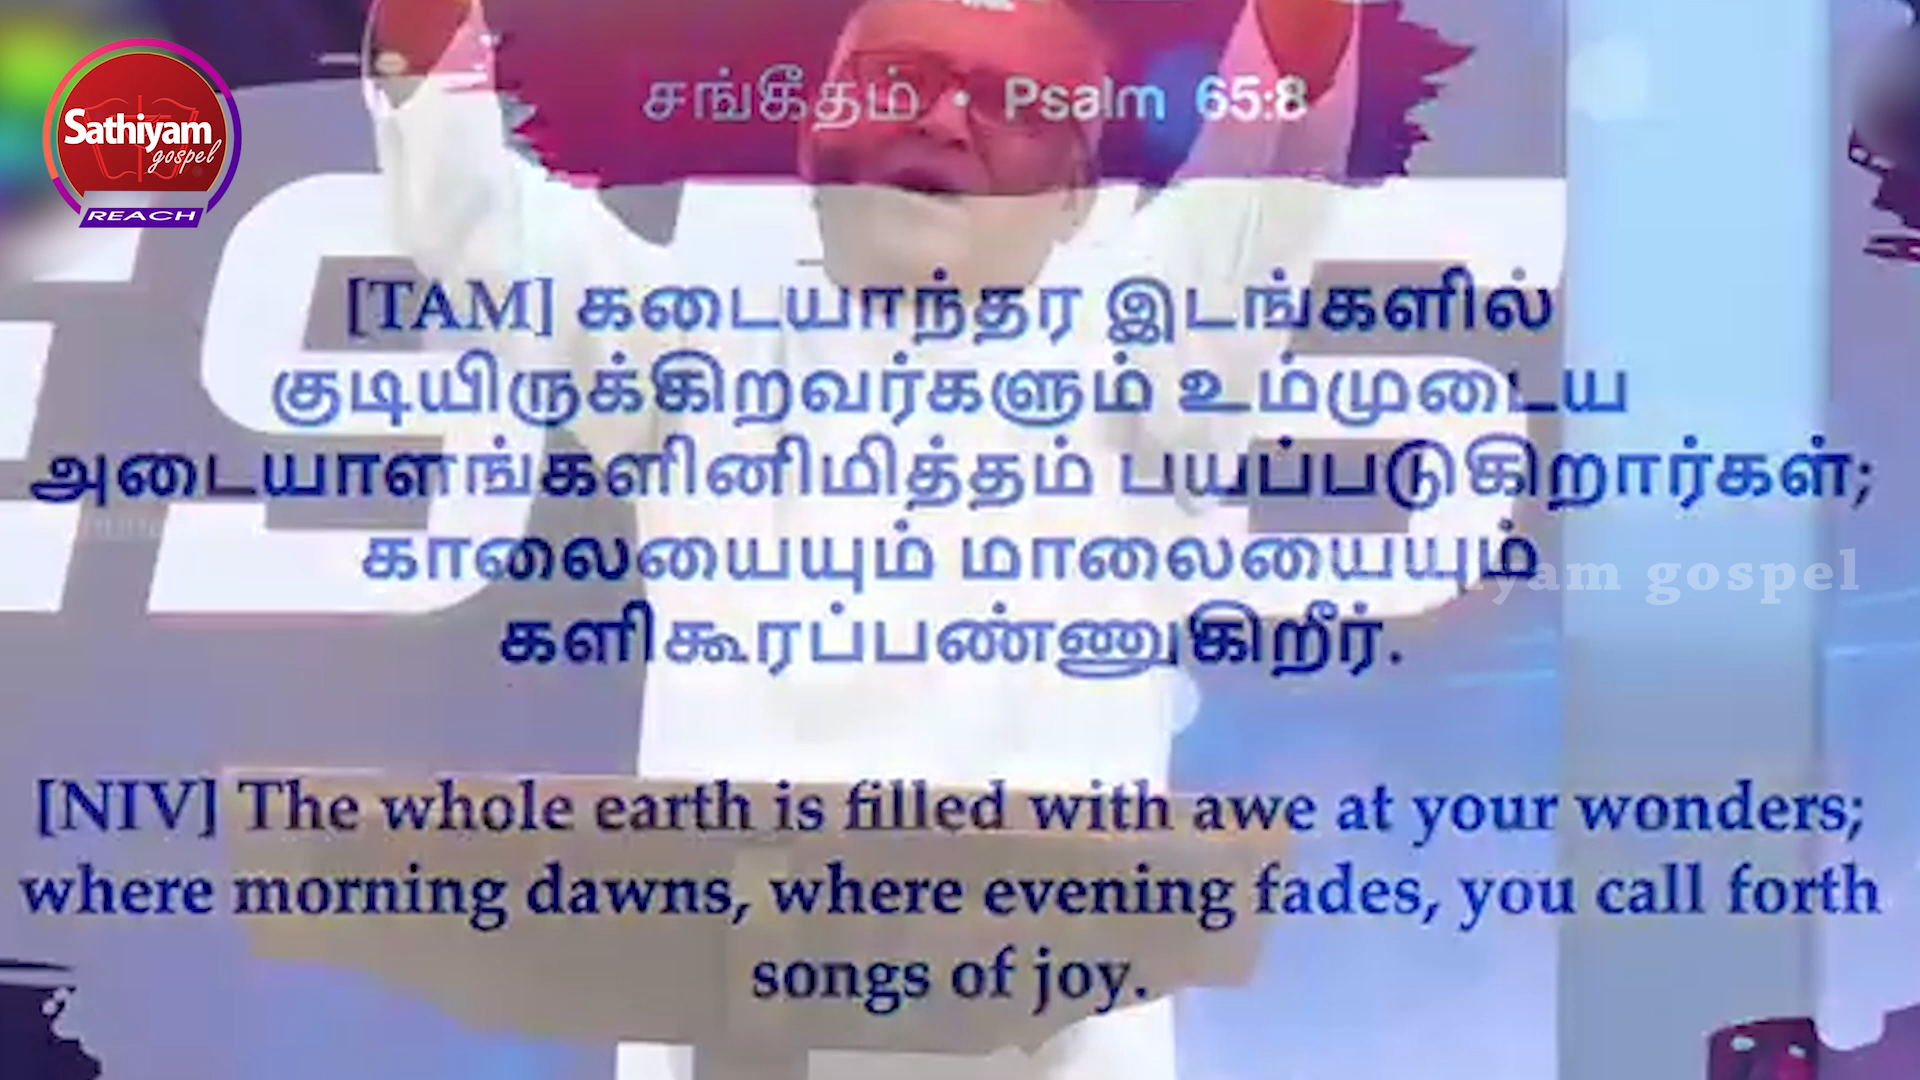 Sathiyam
gospel
REACH
சங்கீதம் • Psalm 65:8
[TAM] கடையாந்தர இடங்களில்
குடியிருக்கிறவர்களும் உம்முடைய
அடையாளங்களினிமித்தம் பயப்படுகிறார்கள்;
காலையையும் மாலையையும்
yam gospel
களிகூரப்பண்ணுகிறீர்.
[NIV] The whole earth is filled with awe at your wonders;
where morning dawns, where evening fades, you call forth
songs of joy.